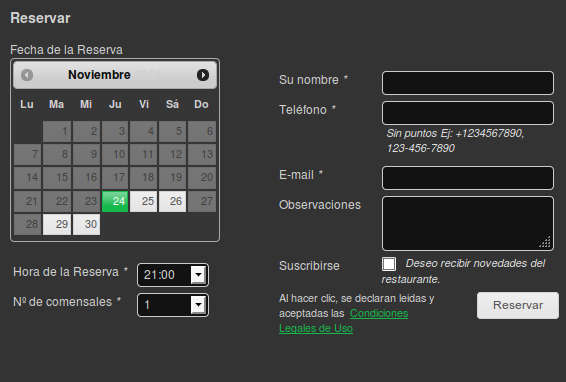 Reservar
Fecha de la Reserva
Noviembre
Lu Ma Mi Ju Vi Sá Do
1 2 3 4 5 6
7 8 9 10 11 12 13
14 15 16 17 18 19 20
21 22 23 24 25 26 27
28 29 30
Hora de la Reserva * 21:00
Nº de comensales * 1
Su nombre *
Teléfono *
Sin puntos Ej: +1234567890,
123-456-7890
E-mail *
Observaciones
Suscribirse Deseo recibir novedades del
restaurante.
Al hacer clic, se declaran leidas y
aceptadas las Condiciones
Legales de Uso
Reservar